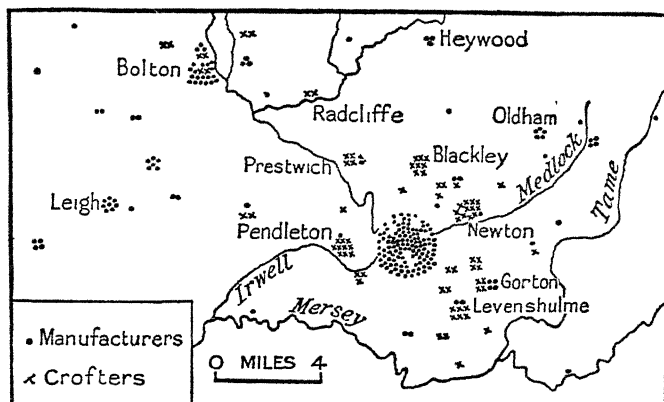 Heywood
Bolton
Radcliffe
Oldham
Prestwich
Blackley
Medlock
Tame
Leigh
Pendleton
Newton
Irwell
Gorton
Mersey
Levenshulme
• Manufacturers
x Crofters
0 MILES 4